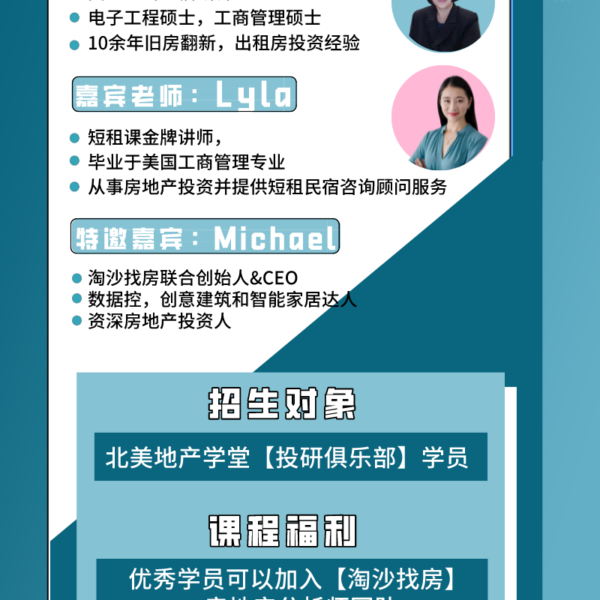 电子工程硕士，工商管理硕士
10余年旧房翻新，出租房投资经验
嘉宾老师：Lyla
短租课金牌讲师，
毕业于美国工商管理专业
从事房地产投资并提供短租民宿咨询顾问服务
特邀嘉宾：Michael
淘沙找房联合创始人&CEO
数据控，创意建筑和智能家居达人
资深房地产投资人
招生对象
北美地产学堂【投研俱乐部】学员
课程福利
优秀学员可以加入【淘沙找房】